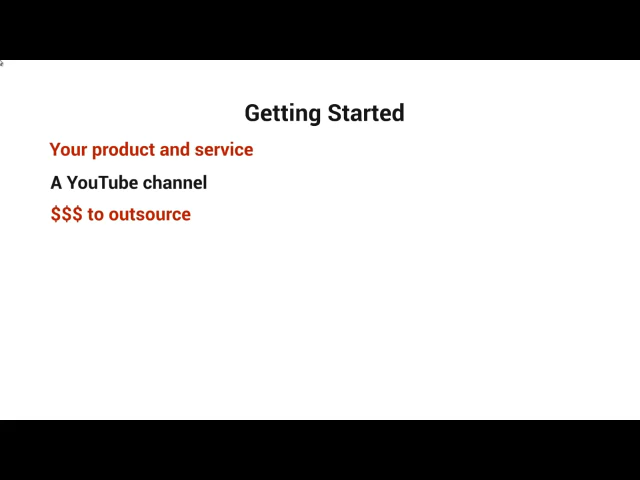 Getting Started
Your product and service
A YouTube channel
$$$ to outsource